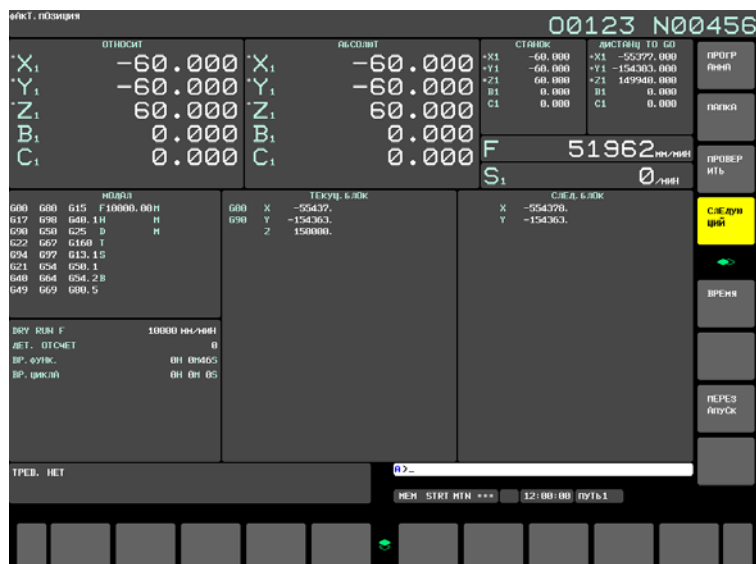 ФАКТ.ПОЗИЦИЯ
O0123 N00456
ОТНОСИТ
X1 -60.000
Y1 -60.000
Z1 60.000
B1 0.000
C1 0.000
АБСОЛЮТ
X1 -60.000
Y1 -60.000
Z1 60.000
B1 0.000
C1 0.000
СТАНОК
X1 -60.000
Y1 -60.000
Z1 60.000
B1 0.000
C1 0.000
ДИСТАНЦ TO GO
X1 -55377.000
Y1 -154303.000
Z1 149940.000
B1 0.000
C1 0.000
F 51962 ММ/МИН
S1 0 /МИН
МОДАЛ
G00 G80 G15 F10000.00 M
G17 G98 G40.1 H M
G90 G50 G25 D M
G22 G67 G160 T
G94 G97 G13.1 S
G21 G54 G50.1
G40 G64 G54.2 B
G49 G69 G80.5
ТЕКУЩ.БЛОК
G00 X -55437.
G90 Y -154363.
Z 150000.
СЛЕД.БЛОК
X -554370.
Y -154363.
DRY RUN F 10000 ММ/МИН
ДЕТ. ОТСЧЕТ 0
ВР.ФУНК. 0H 0M46S
ВР.ЦИКЛА 0H 0M 0S
ТРЕВ. НЕТ
A>_
MEM STRT MTN *** 12:00:00 ПУТЬ1
ПРОГР
АММА
ПАПКА
ПРОВЕР
ИТЬ
СЛЕДУЮ
ЩИЙ
ВРЕМЯ
ПЕРЕЗ
АПУСК